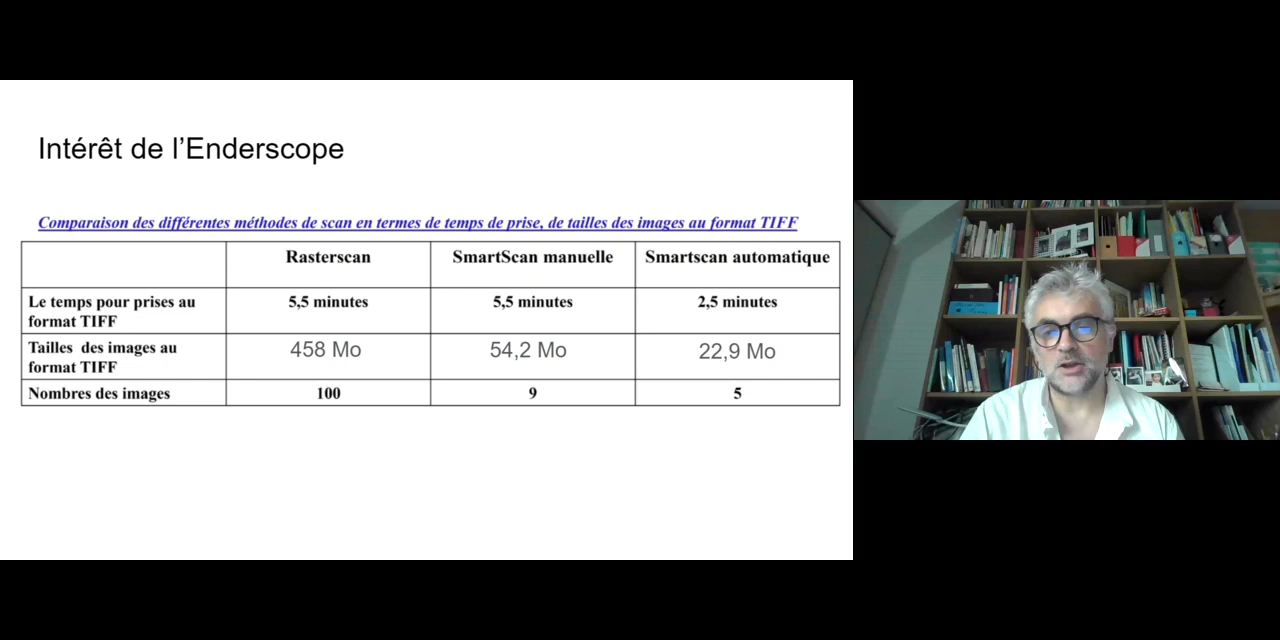 Intérêt de l’Enderscope
Comparaison des différentes méthodes de scan en termes de temps de prise, de tailles des images au format TIFF
Rasterscan SmartScan manuelle Smartscan automatique
Le temps pour prises au format TIFF 5,5 minutes 5,5 minutes 2,5 minutes
Tailles des images au format TIFF 458 Mo 54,2 Mo 22,9 Mo
Nombres des images 100 9 5